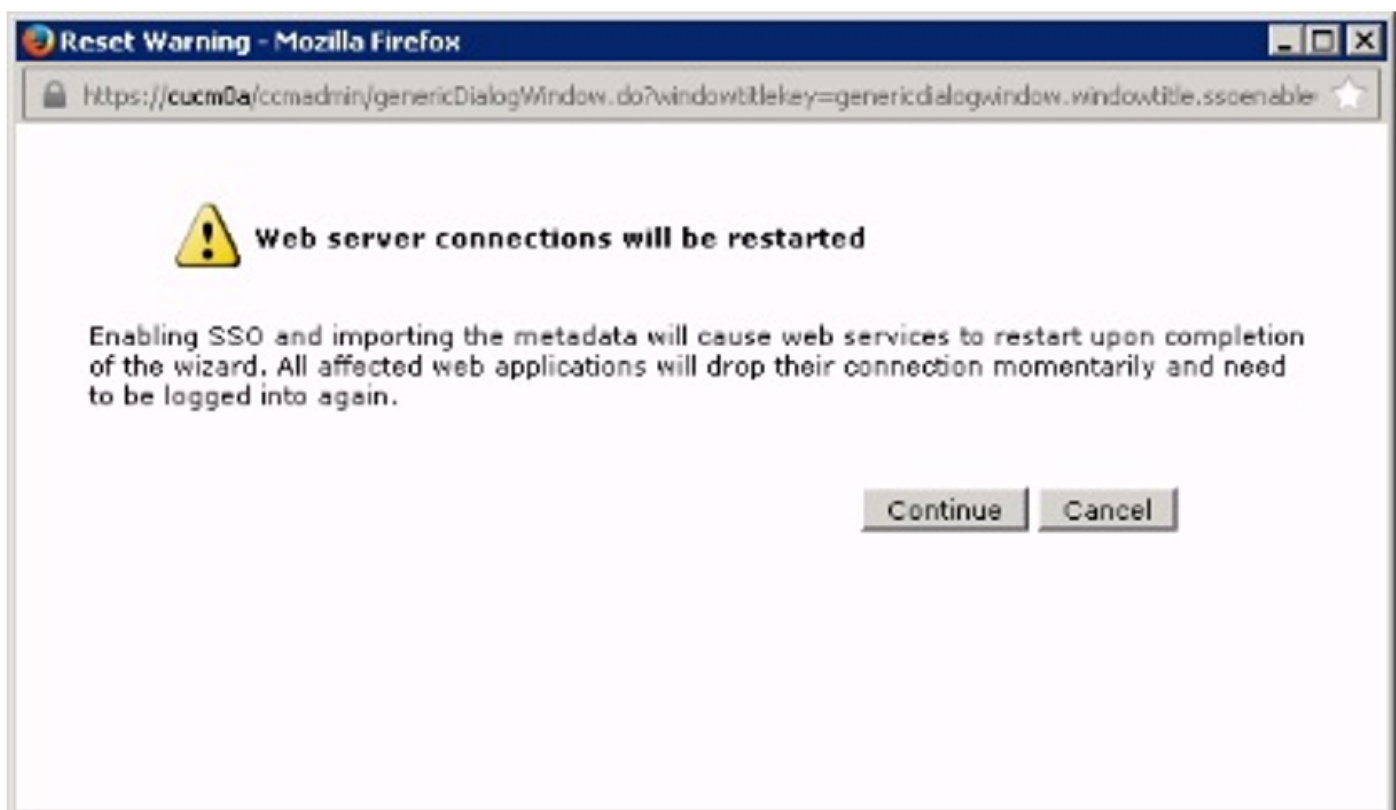 Reset Warning - Mozilla Firefox
https://cucm0a/ccmadmin/genericDialogWindow.do?windowtitlekey=genericdialogwindow.windowtitle.ssoenable
Web server connections will be restarted
Enabling SSO and importing the metadata will cause web services to restart upon completion
of the wizard. All affected web applications will drop their connection momentarily and need
to be logged into again.
Continue Cancel